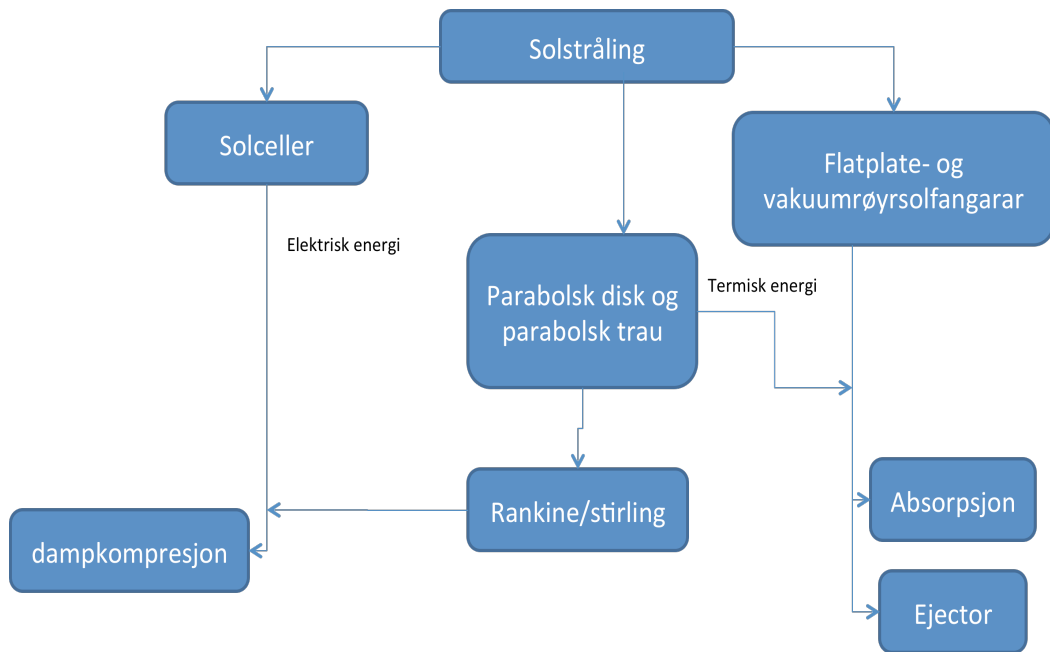 Solstråling
Solceller
Flatplate- og
vakuumrøyrsolfangarar
Elektrisk energi
Parabolsk disk og
parabolsk trau
Termisk energi
Rankine/stirling
Absorpsjon
dampkompresjon
Ejector